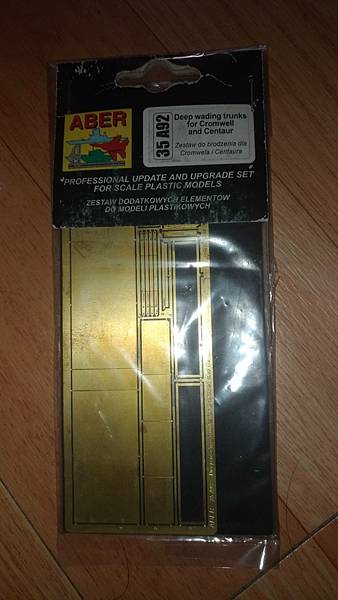 ABER
35 A92
Deep wading trunks
for Cromwell
and Centaur
Zestaw do brodzenia dla
Cromwela i Centaura
PROFESSIONAL UPDATE AND UPGRADE SET
FOR SCALE PLASTIC MODELS
ZESTAW DODATKOWYCH ELEMENTÓW
DO MODELI PLASTIKOWYCH